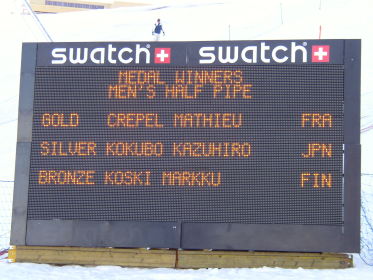 swatch swatch
MEDAL WINNERS
MEN'S HALF PIPE
GOLD CREPEL MATHIEU FRA
SILVER KOKUBO KAZUHIRO JPN
BRONZE KOSKI MARKKU FIN